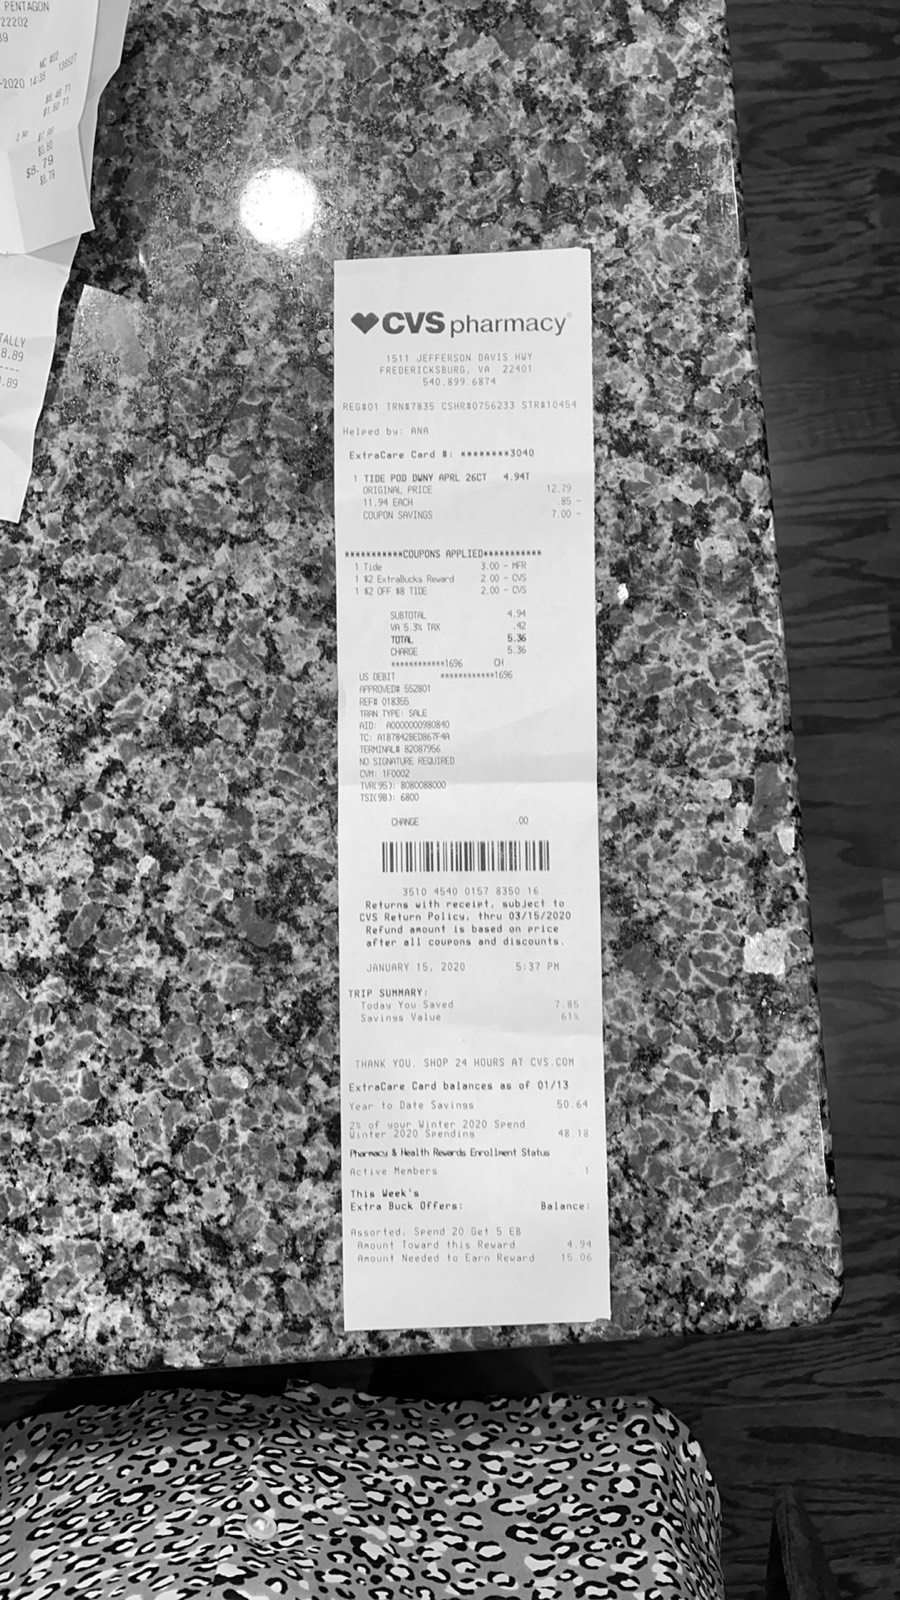 PENTAGON
22202
MC #02
-2020 14:35
$8.79
TALLY
8.89
----
.89
CVS pharmacy
1511 JEFFERSON DAVIS HWY
FREDERICKSBURG, VA 22401
540.899.6874
REG#01 TRN#7835 CSHR#0756233 STR#10454
Helped by: ANA
ExtraCare Card #: ********3040
1 TIDE POD DWNY APRL 26CT 4.94T
ORIGINAL PRICE 12.79
11.94 EACH .85 -
COUPON SAVINGS 7.00 -
**********COUPONS APPLIED**********
1 Tide 3.00 - MFR
1 $2 ExtraBucks Reward 2.00 - CVS
1 $2 OFF $8 TIDE 2.00 - CVS
SUBTOTAL 4.94
VA 5.3% TAX .42
TOTAL 5.36
CHARGE 5.36
************1696 CH
US DEBIT ************1696
APPROVED# 552801
REF# 018355
TRAN TYPE: SALE
AID: A0000000980840
TC: A1B7842BED867F4A
TERMINAL# 82087956
NO SIGNATURE REQUIRED
CVM: 1F0002
TVR(95): 8080088000
TSI(9B): 6800
CHANGE .00
3510 4540 0157 8350 16
Returns with receipt, subject to
CVS Return Policy, thru 03/15/2020
Refund amount is based on price
after all coupons and discounts.
JANUARY 15, 2020 5:37 PM
TRIP SUMMARY:
Today You Saved 7.85
Savings Value 61%
THANK YOU. SHOP 24 HOURS AT CVS.COM
ExtraCare Card balances as of 01/13
Year to Date Savings 50.64
2% of your Winter 2020 Spend
Winter 2020 Spending 48.18
Pharmacy & Health Rewards Enrollment Status
Active Members 1
This Week's
Extra Buck Offers: Balance:
Assorted, Spend 20 Get 5 EB
Amount Toward this Reward 4.94
Amount Needed to Earn Reward 15.06